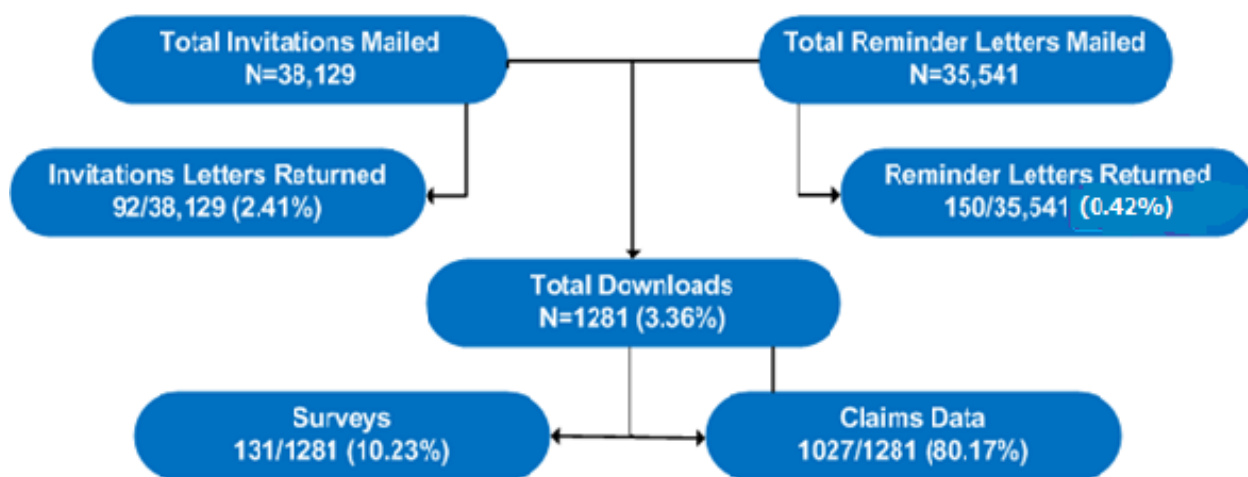 Total Invitations Mailed
N=38,129
Total Reminder Letters Mailed
N=35,541
Invitations Letters Returned
92/38,129 (2.41%)
Reminder Letters Returned
150/35,541 (0.42%)
Total Downloads
N=1281 (3.36%)
Surveys
131/1281 (10.23%)
Claims Data
1027/1281 (80.17%)